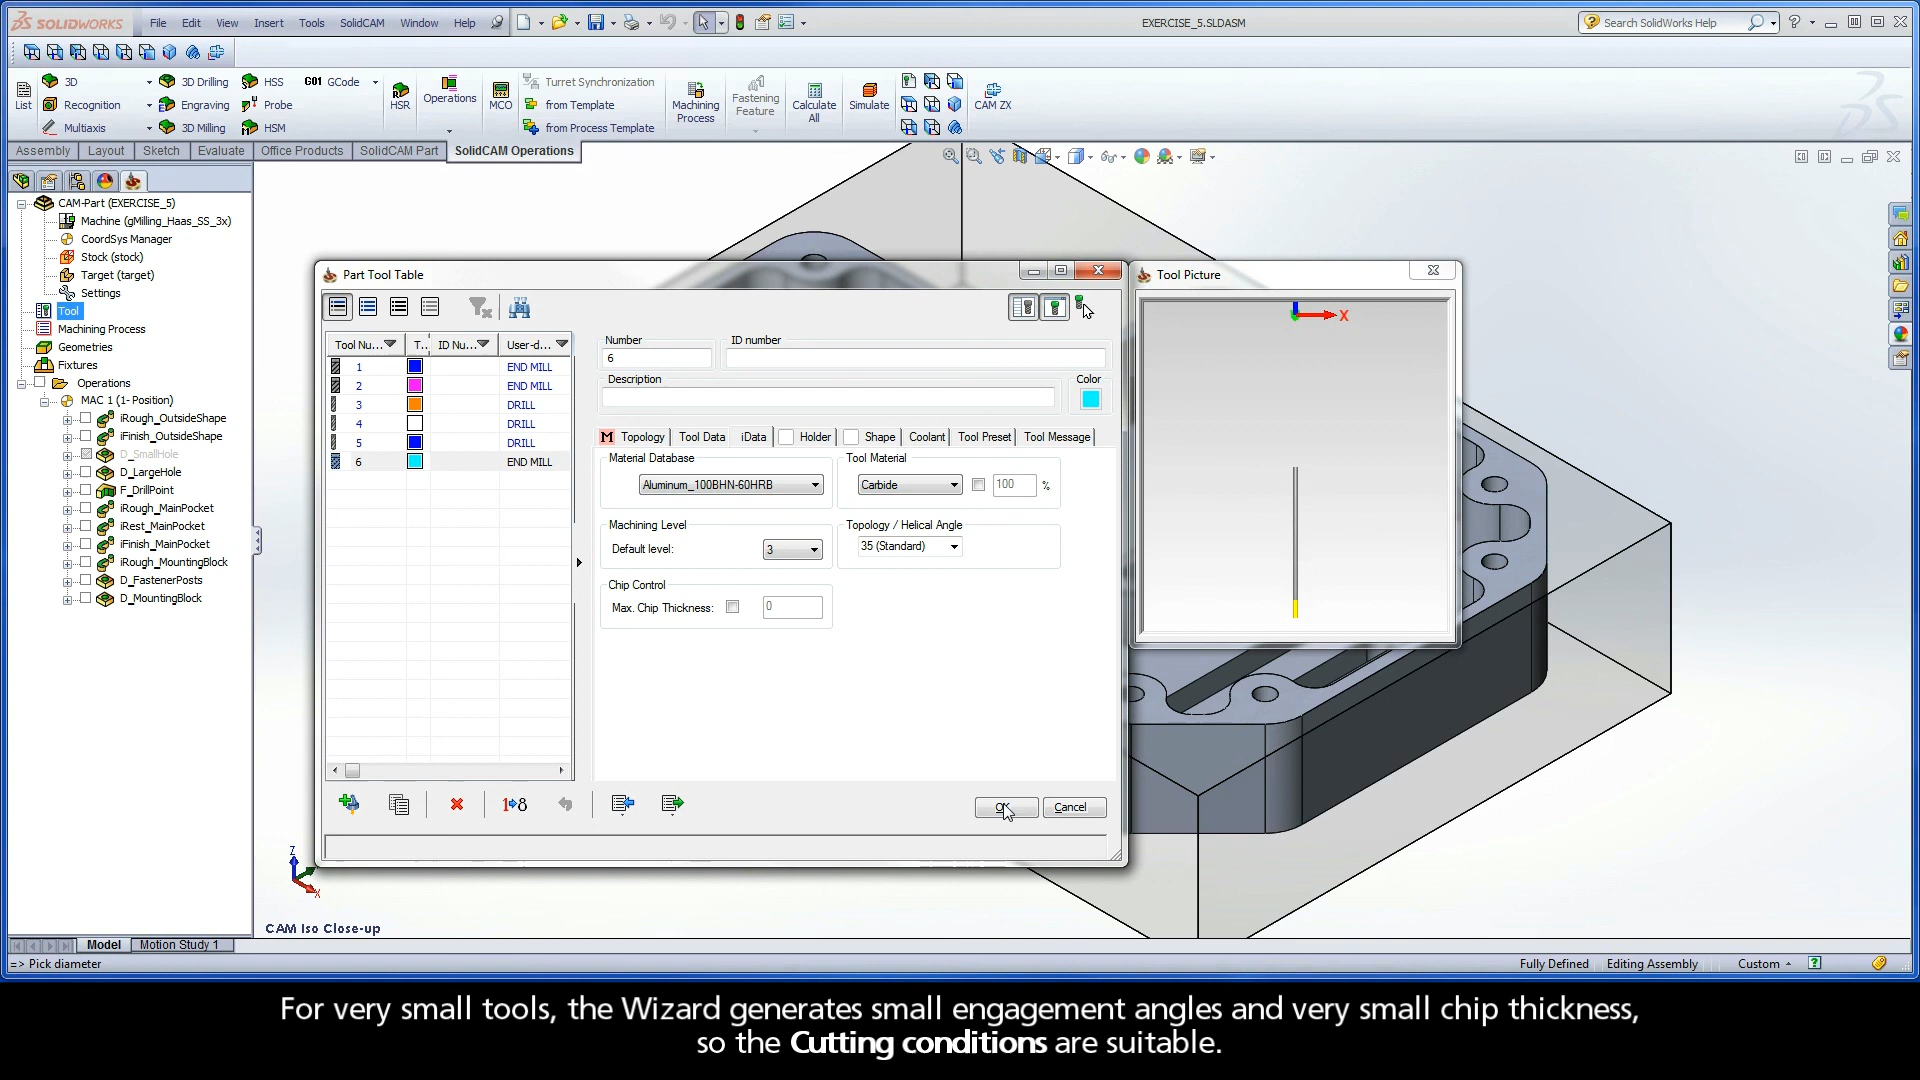 SOLIDWORKS File Edit View Insert Tools SolidCAM Window Help EXERCISE_5.SLDASM Search SolidWorks Help
3D 3D Drilling HSS G01 GCode Turret Synchronization
List Recognition Engraving Probe HSR Operations MCO from Template Machining Process Fastening Feature Calculate All Simulate CAM ZX
Multiaxis 3D Milling HSM from Process Template
Assembly Layout Sketch Evaluate Office Products SolidCAM Part SolidCAM Operations
CAM-Part (EXERCISE_5)
Machine (gMilling_Haas_SS_3x)
CoordSys Manager
Stock (stock)
Target (target)
Settings
Tool
Machining Process
Geometries
Fixtures
Operations
MAC 1 (1- Position)
iRough_OutsideShape
iFinish_OutsideShape
D_SmallHole
D_LargeHole
F_DrillPoint
iRough_MainPocket
iRest_MainPocket
iFinish_MainPocket
iRough_MountingBlock
D_FastenerPosts
D_MountingBlock
Part Tool Table
Tool Nu... T.. ID Nu... User-d...
1 END MILL
2 END MILL
3 DRILL
4 DRILL
5 DRILL
6 END MILL
Number ID number
6
Description Color
M Topology Tool Data iData Holder Shape Coolant Tool Preset Tool Message
Material Database Tool Material
Aluminum_100BHN-60HRB Carbide 100 %
Machining Level Topology / Helical Angle
Default level: 3 35 (Standard)
Chip Control
Max. Chip Thickness: 0
1 8 OK Cancel
Tool Picture
X
Z
X
CAM Iso Close-up
Model Motion Study 1
=> Pick diameter Fully Defined Editing Assembly Custom
For very small tools, the Wizard generates small engagement angles and very small chip thickness,
so the Cutting conditions are suitable.